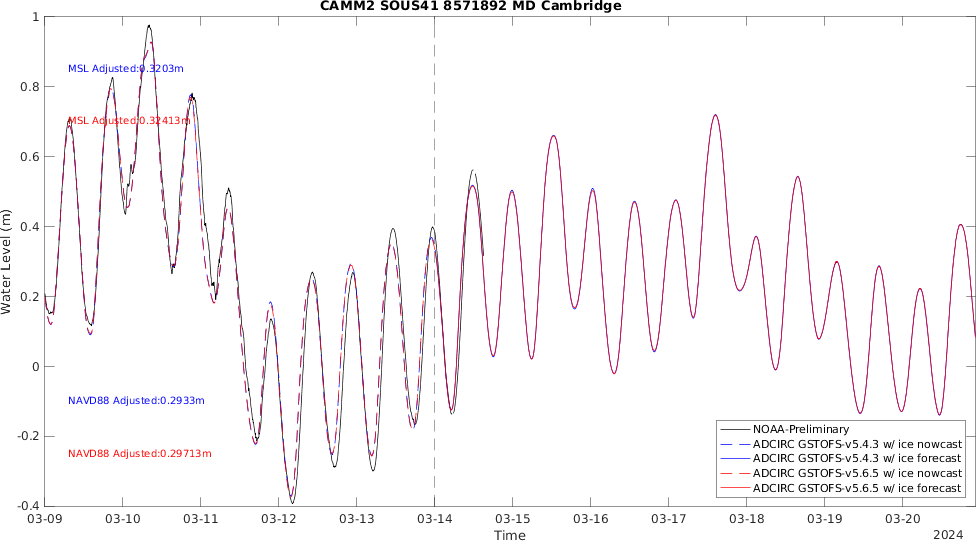 CAMM2 SOUS41 8571892 MD Cambridge
1
0.8
0.6
0.4
0.2
0
-0.2
-0.4
Water Level (m)
MSL Adjusted:0.3203m
MSL Adjusted:0.32413m
NAVD88 Adjusted:0.2933m
NAVD88 Adjusted:0.29713m
NOAA-Preliminary
ADCIRC GSTOFS-v5.4.3 w/ ice nowcast
ADCIRC GSTOFS-v5.4.3 w/ ice forecast
ADCIRC GSTOFS-v5.6.5 w/ ice nowcast
ADCIRC GSTOFS-v5.6.5 w/ ice forecast
03-09 03-10 03-11 03-12 03-13 03-14 03-15 03-16 03-17 03-18 03-19 03-20
Time
2024